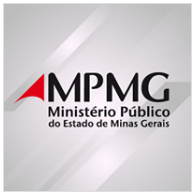 MPMG
Ministério Público
do Estado de Minas Gerais